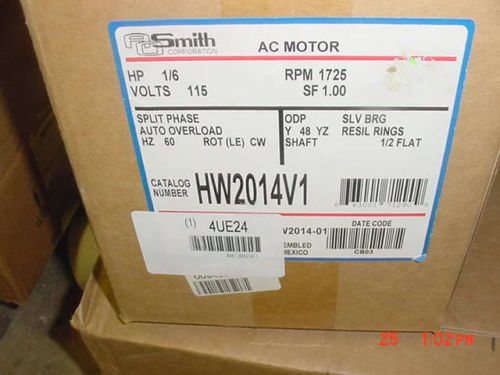 AO Smith
CORPORATION
AC MOTOR
HP 1/6 RPM 1725
VOLTS 115 SF 1.00
SPLIT PHASE
AUTO OVERLOAD
HZ 60 ROT (LE) CW
ODP SLV BRG
Y 48 YZ RESIL RINGS
SHAFT 1/2 FLAT
CATALOG
NUMBER
HW2014V1
(1) 4UE24
2014-01
DATE CODE
EMBLED
MEXICO
CB03
25 1:02PM